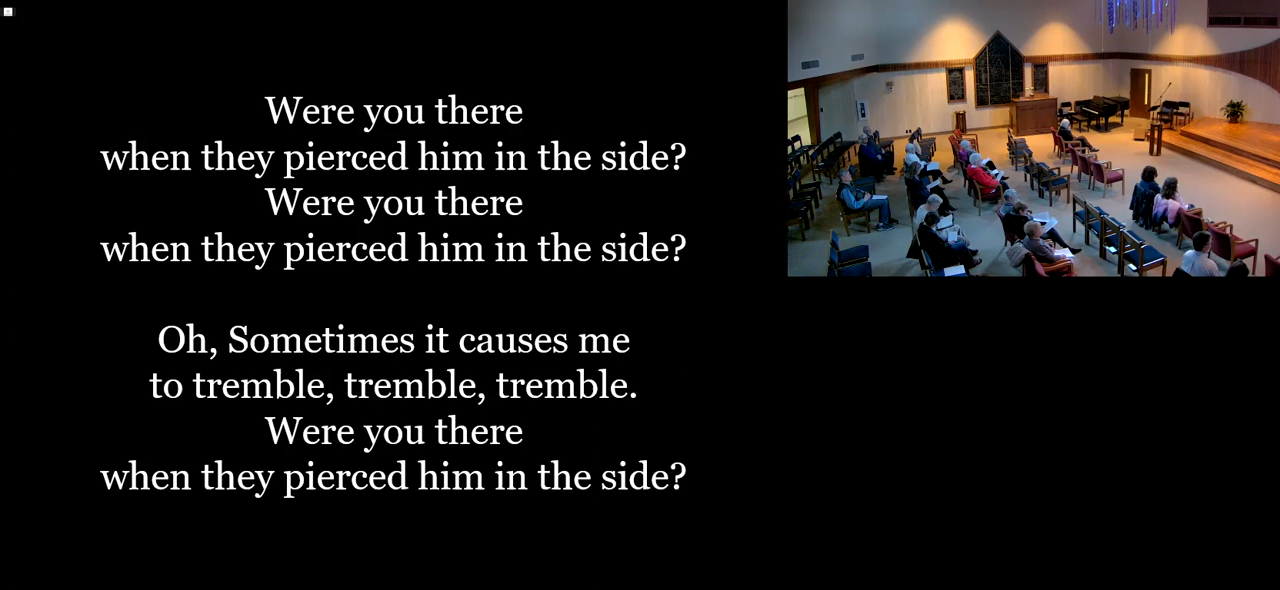 Were you there
when they pierced him in the side?
Were you there
when they pierced him in the side?
Oh, Sometimes it causes me
to tremble, tremble, tremble.
Were you there
when they pierced him in the side?